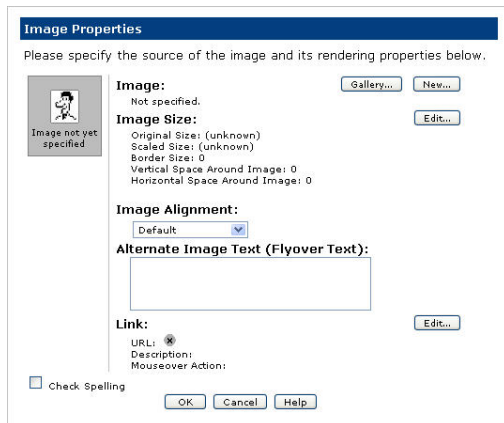 Image Properties
Please specify the source of the image and its rendering properties below.
Image not yet
specified
Image:
Gallery...
New...
Not specified.
Image Size:
Edit...
Original Size: (unknown)
Scaled Size: (unknown)
Border Size: 0
Vertical Space Around Image: 0
Horizontal Space Around Image: 0
Image Alignment:
Default
Alternate Image Text (Flyover Text):
Link:
Edit...
URL:
Description:
Mouseover Action:
Check Spelling
OK
Cancel
Help